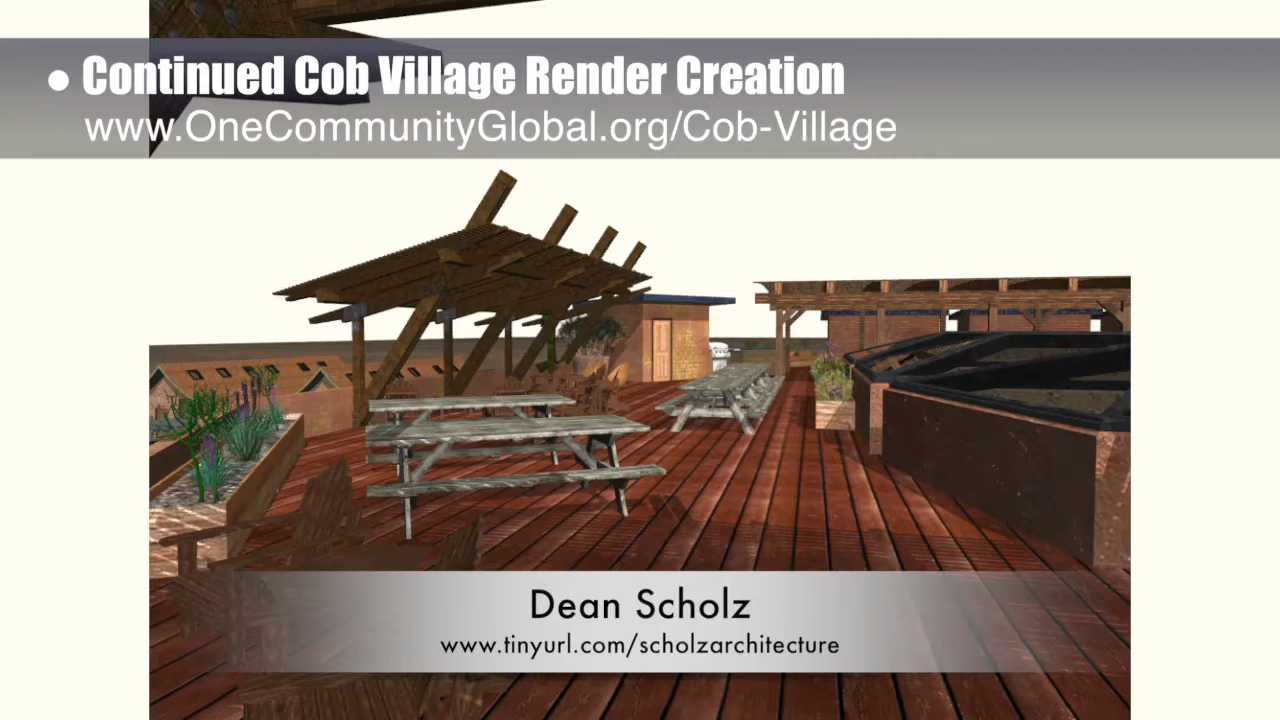 • Continued Cob Village Render Creation
www.OneCommunityGlobal.org/Cob-Village
Dean Scholz
www.tinyurl.com/scholzarchitecture